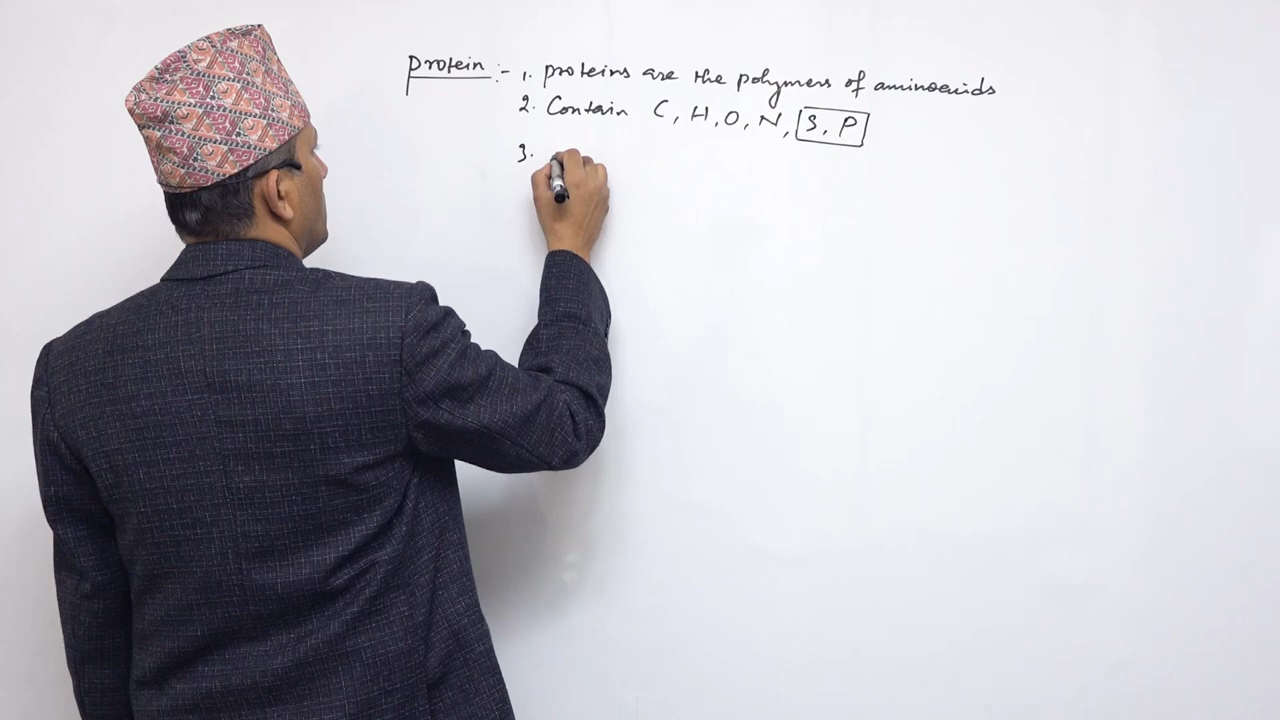 Protein :- 1. proteins are the polymers of aminoacids
2. Contain C, H, O, N, S, P
3.